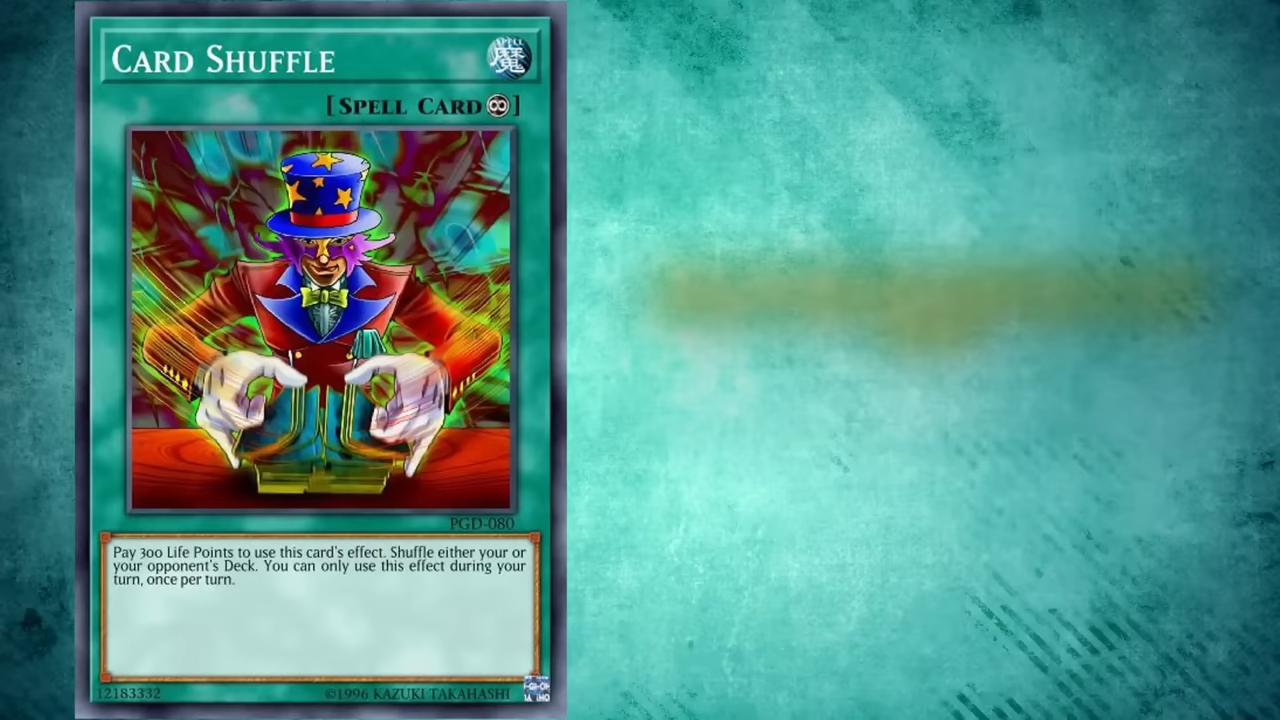 CARD SHUFFLE
SPELL
魔
[SPELL CARD]
PGD-080
Pay 300 Life Points to use this card's effect. Shuffle either your or
your opponent's Deck. You can only use this effect during your
turn, once per turn.
12183332
©1996 KAZUKI TAKAHASHI